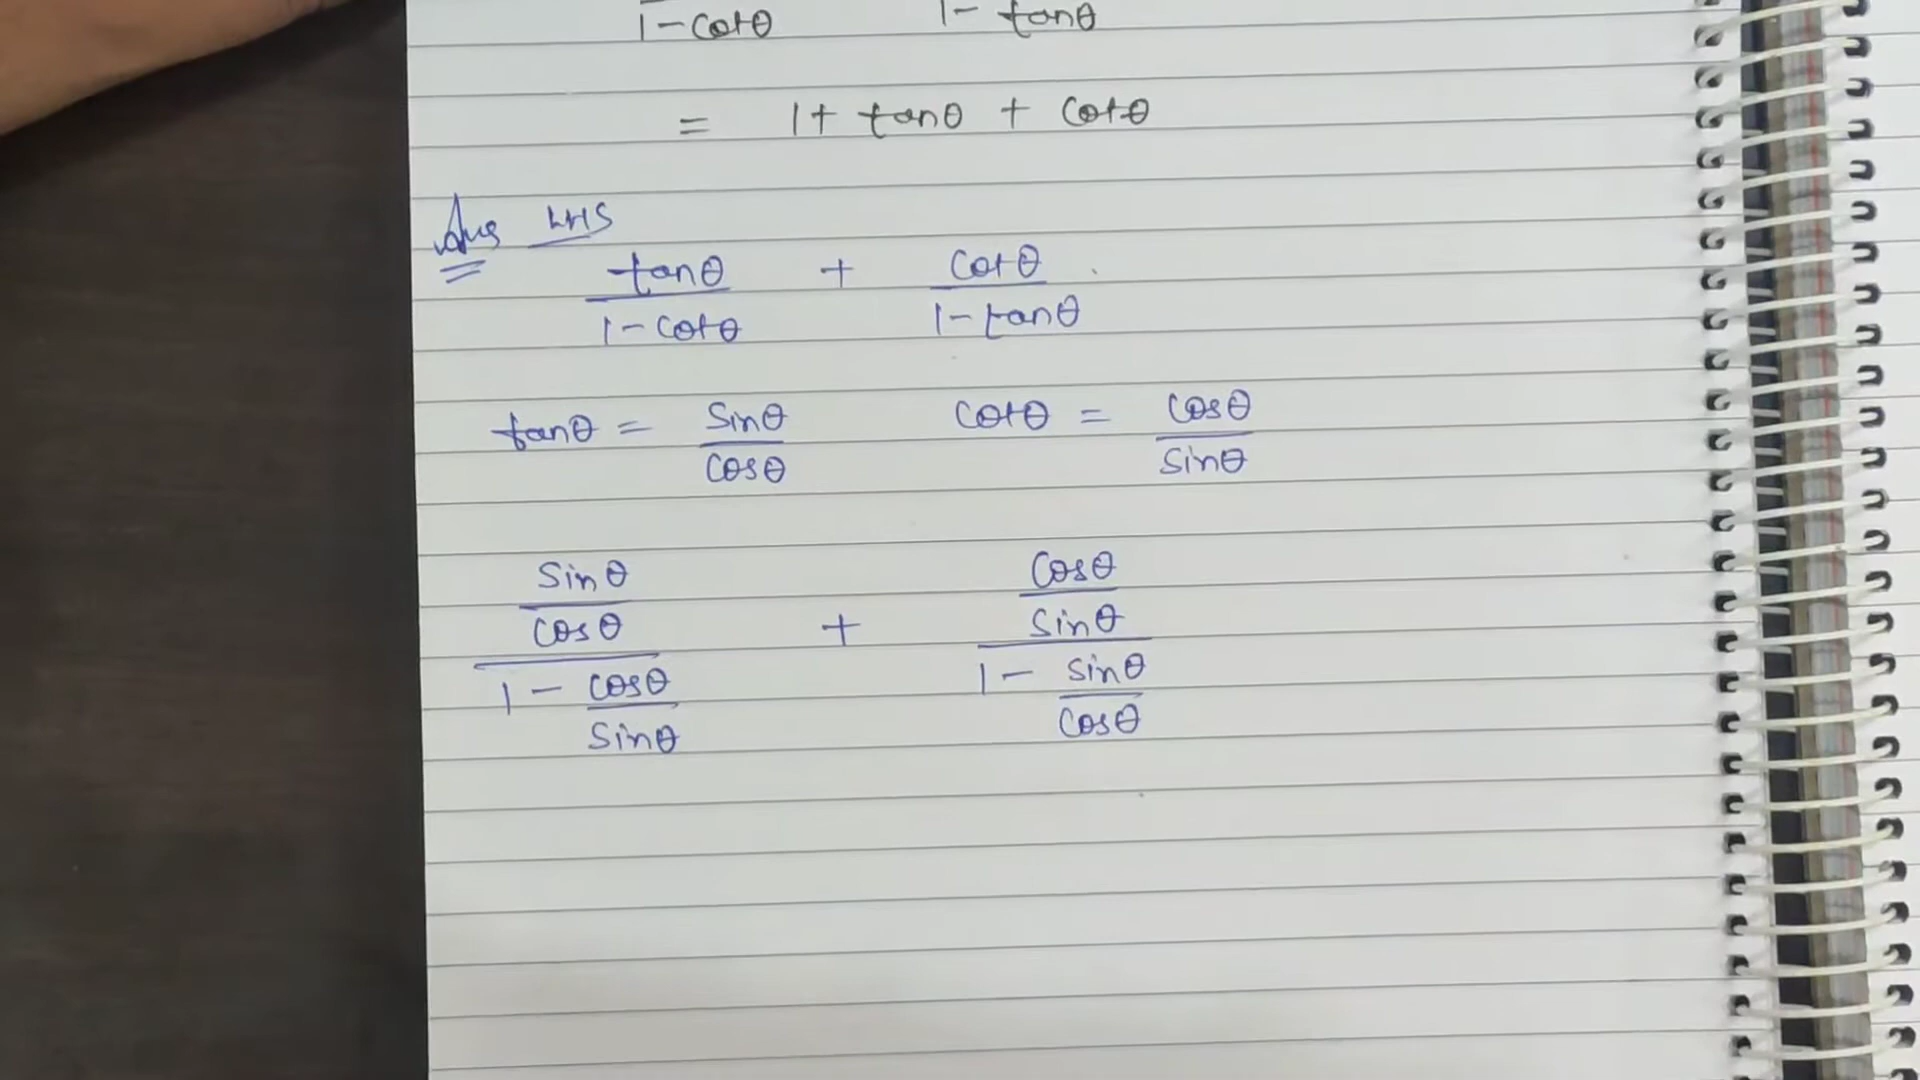 1-cotθ 1- tanθ
= 1+ tanθ + cotθ
Ans LHS
tanθ + cotθ
1-cotθ 1-tanθ
tanθ = sinθ cotθ = cosθ
cosθ sinθ
sinθ cosθ
cosθ + sinθ
1 - cosθ 1 - sinθ
sinθ cosθ